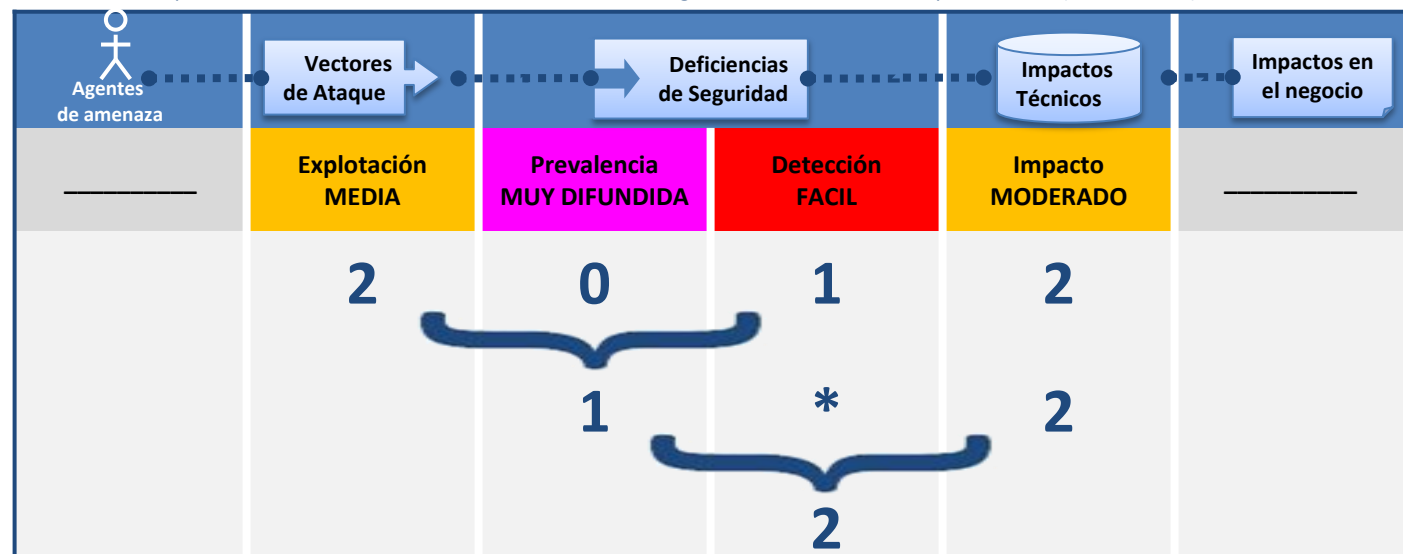 Agentes
de amenaza
Vectores
de Ataque
Deficiencias
de Seguridad
Impactos
Técnicos
Impactos en
el negocio
__________
Explotación
MEDIA
Prevalencia
MUY DIFUNDIDA
Detección
FACIL
Impacto
MODERADO
__________
2 0 1 2
1 * 2
2